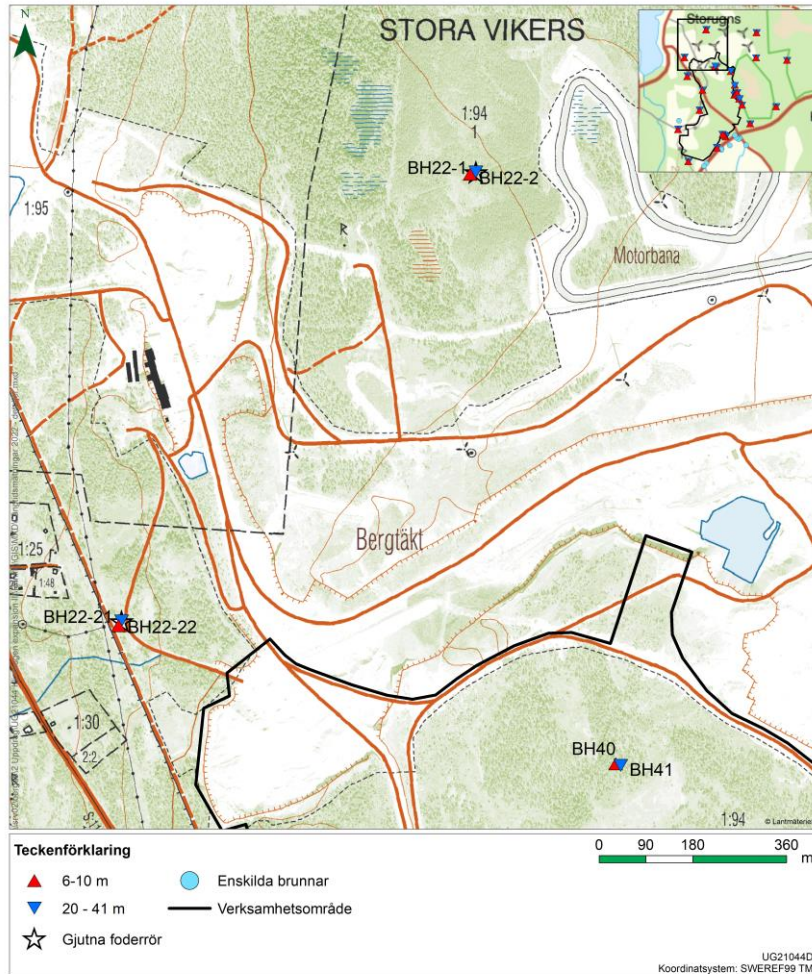 N
STORA VIKERS
Storugns
1:94
1
BH22-1
BH22-2
1:95
R
Motorbana
Bergtäkt
1:25
1:48
BH22-21
BH22-22
1:30
2:2
BH40
BH41
1:94
© Lantmäteriet
Teckenförklaring
6-10 m
20 - 41 m
Gjutna foderrör
Enskilda brunnar
Verksamhetsområde
0 90 180 360
m
UG21044D
Koordinatsystem: SWEREF99 TM